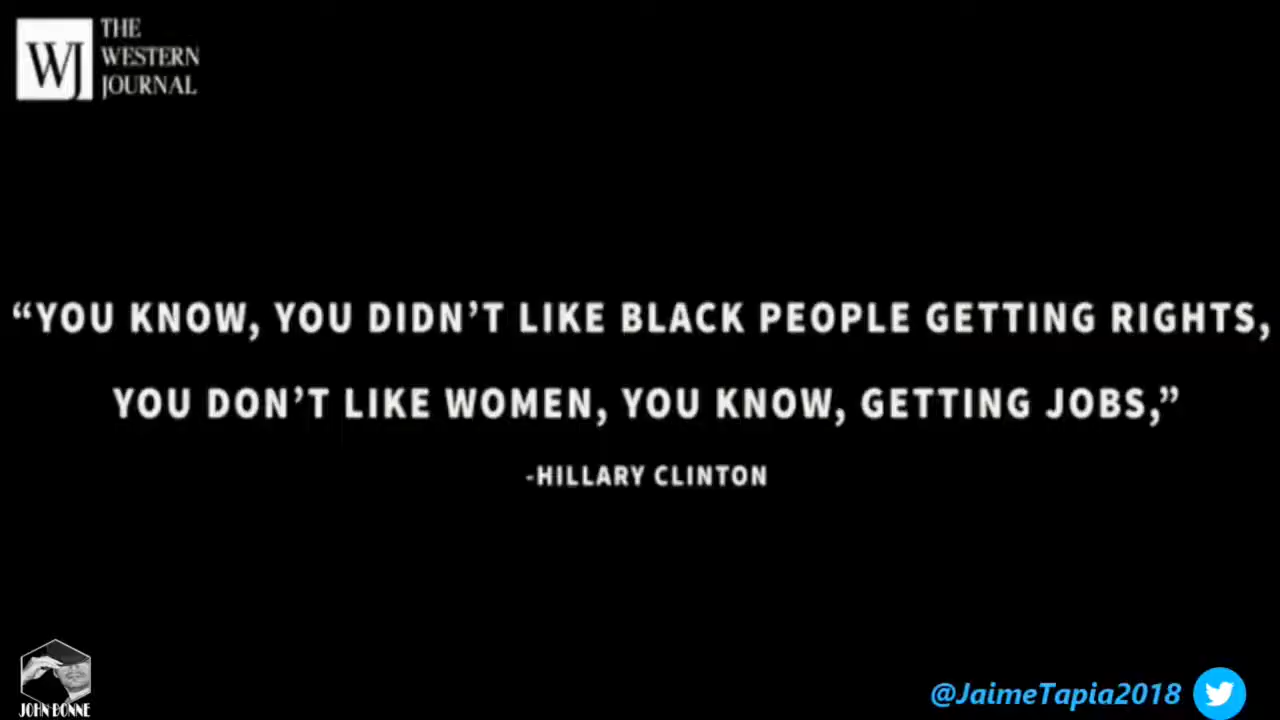 WJ
THE
WESTERN
JOURNAL
“YOU KNOW, YOU DIDN’T LIKE BLACK PEOPLE GETTING RIGHTS,
YOU DON’T LIKE WOMEN, YOU KNOW, GETTING JOBS,”
-HILLARY CLINTON
JOHN BONNE
@JaimeTapia2018